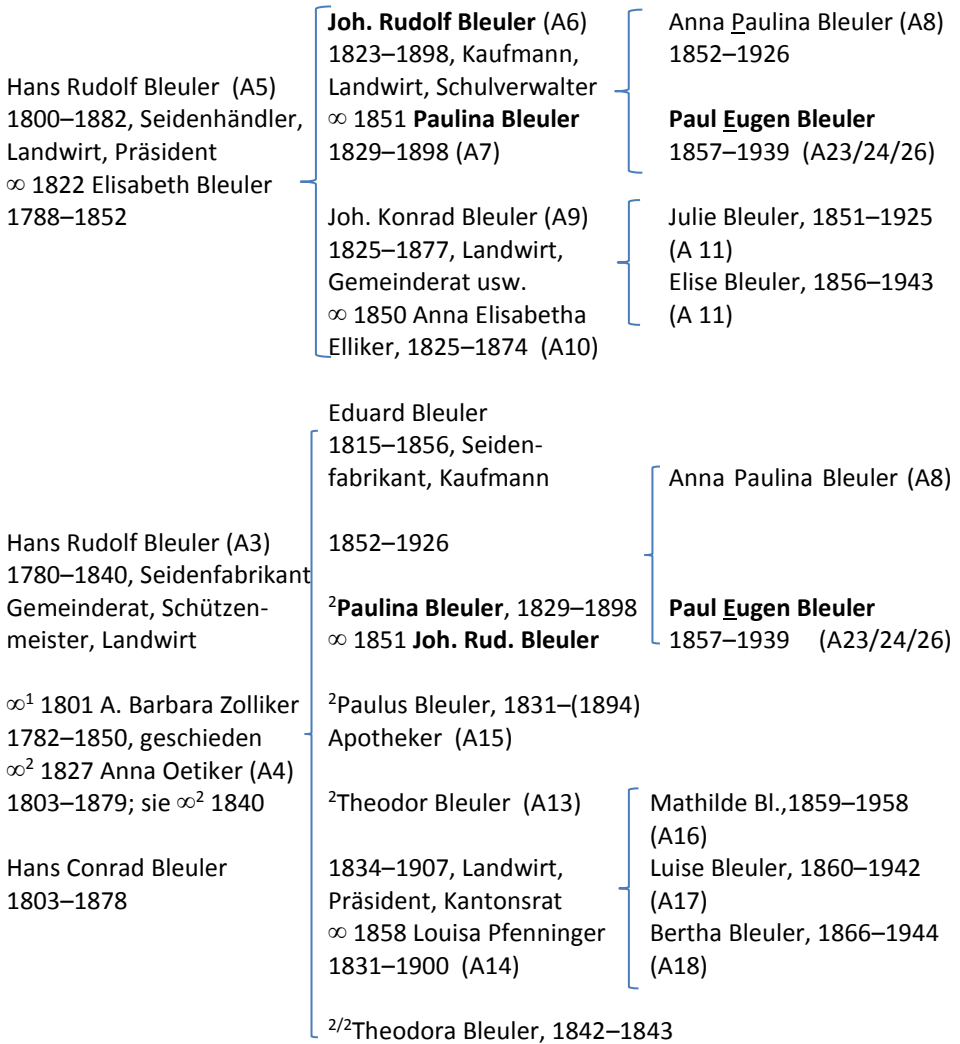 Joh. Rudolf Bleuler (A6)
1823–1898, Kaufmann,
Landwirt, Schulverwalter
∞ 1851 Paulina Bleuler
1829–1898 (A7)
Anna Paulina Bleuler (A8)
1852–1926
Paul Eugen Bleuler
1857–1939 (A23/24/26)
Hans Rudolf Bleuler (A5)
1800–1882, Seidenhändler,
Landwirt, Präsident
∞ 1822 Elisabeth Bleuler
1788–1852
Joh. Konrad Bleuler (A9)
1825–1877, Landwirt,
Gemeinderat usw.
∞ 1850 Anna Elisabetha
Elliker, 1825–1874 (A10)
Julie Bleuler, 1851–1925
(A 11)
Elise Bleuler, 1856–1943
(A 11)
Eduard Bleuler
1815–1856, Seiden-
fabrikant, Kaufmann
1852–1926
Anna Paulina Bleuler (A8)
Hans Rudolf Bleuler (A3)
1780–1840, Seidenfabrikant
Gemeinderat, Schützen-
meister, Landwirt
²Paulina Bleuler, 1829–1898
∞ 1851 Joh. Rud. Bleuler
Paul Eugen Bleuler
1857–1939 (A23/24/26)
∞¹ 1801 A. Barbara Zolliker
1782–1850, geschieden
∞² 1827 Anna Oetiker (A4)
1803–1879; sie ∞² 1840
Hans Conrad Bleuler
1803–1878
²Paulus Bleuler, 1831–(1894)
Apotheker (A15)
²Theodor Bleuler (A13)
1834–1907, Landwirt,
Präsident, Kantonsrat
∞ 1858 Louisa Pfenninger
1831–1900 (A14)
Mathilde Bl.,1859–1958
(A16)
Luise Bleuler, 1860–1942
(A17)
Bertha Bleuler, 1866–1944
(A18)
²/²Theodora Bleuler, 1842–1843